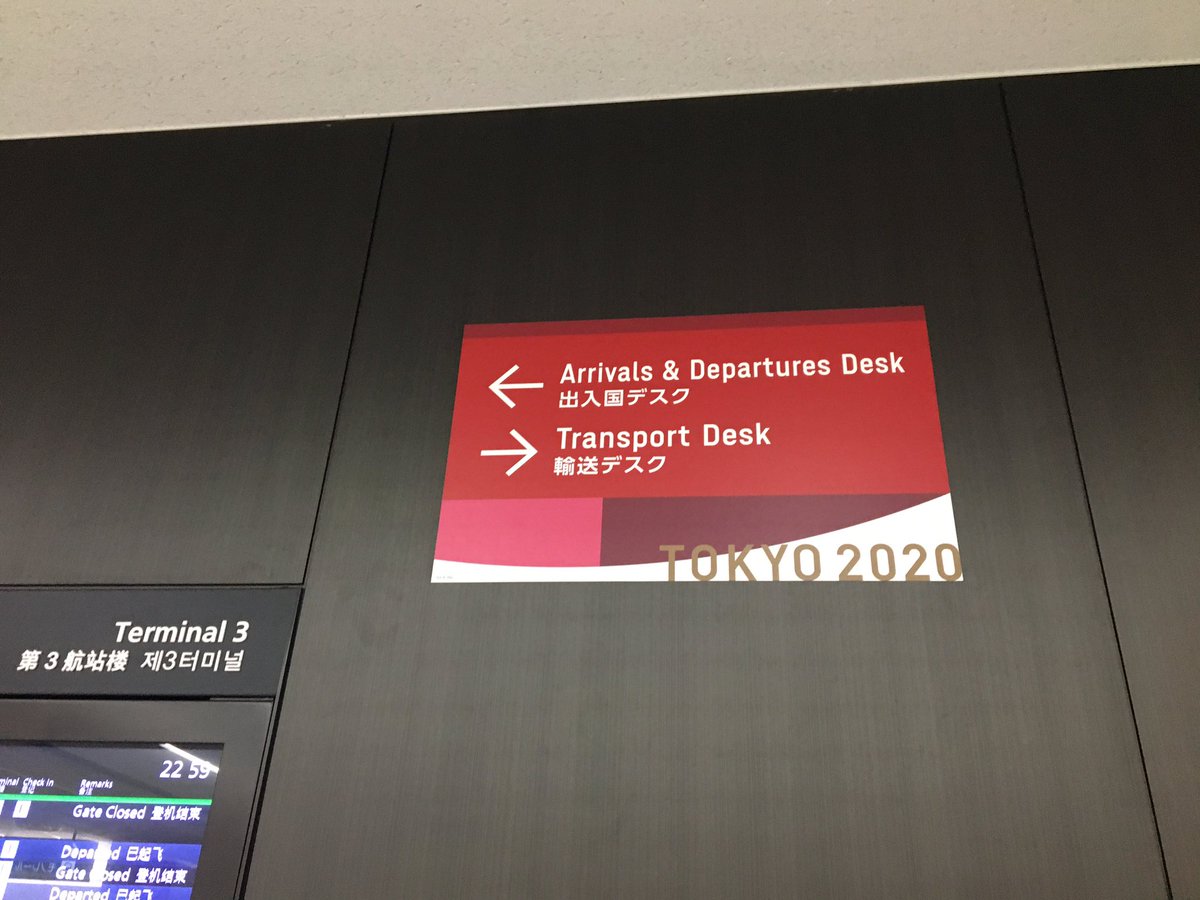 Arrivals & Departures Desk
出入国デスク
Transport Desk
輸送デスク
TOKYO 2020
Terminal 3
第3航站楼 제3터미널
22 59
Check in Remarks
Gate Closed 登机结束
Departed 已起飞
Gate Closed 登机结束
Departed 已起飞